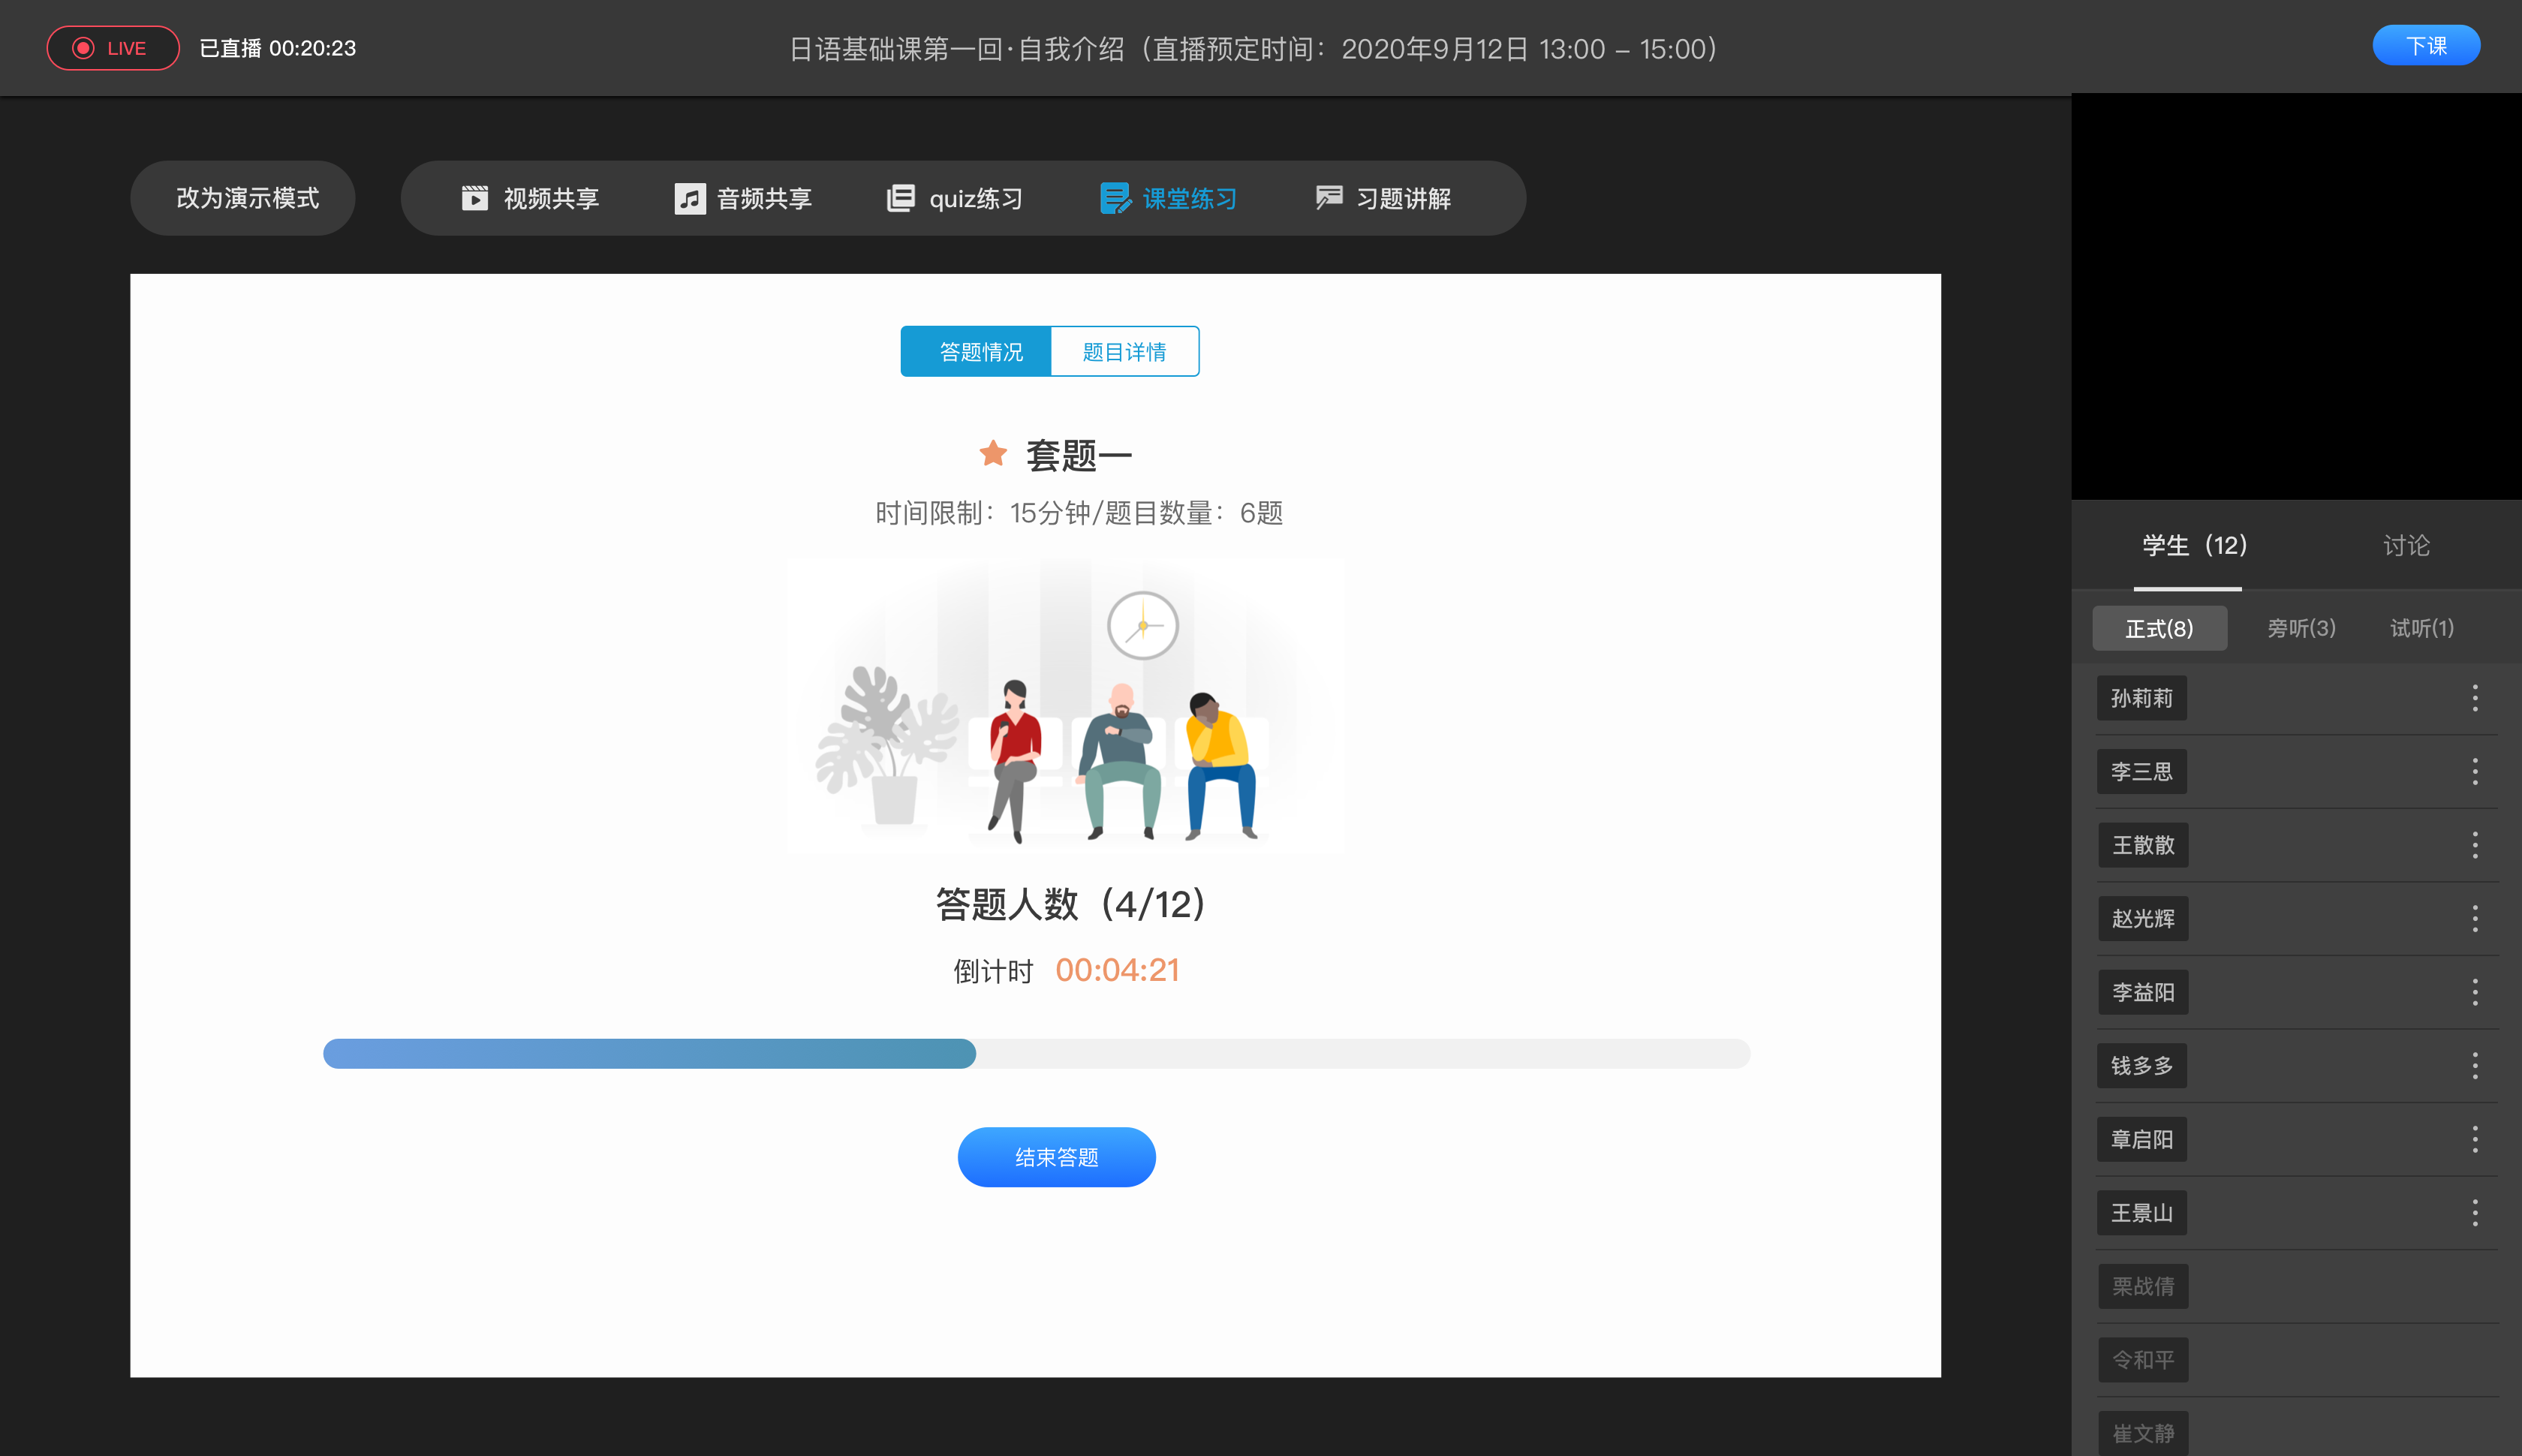 LIVE 已直播 00:20:23
日语基础课第一回·自我介绍（直播预定时间：2020年9月12日 13:00 – 15:00）
下课
改为演示模式
视频共享 音频共享 quiz练习 课堂练习 习题讲解
答题情况 题目详情
套题一
时间限制：15分钟/题目数量：6题
答题人数（4/12）
倒计时 00:04:21
结束答题
学生（12） 讨论
正式(8) 旁听(3) 试听(1)
孙莉莉
李三思
王散散
赵光辉
李益阳
钱多多
章启阳
王景山
栗战倩
令和平
崔文静